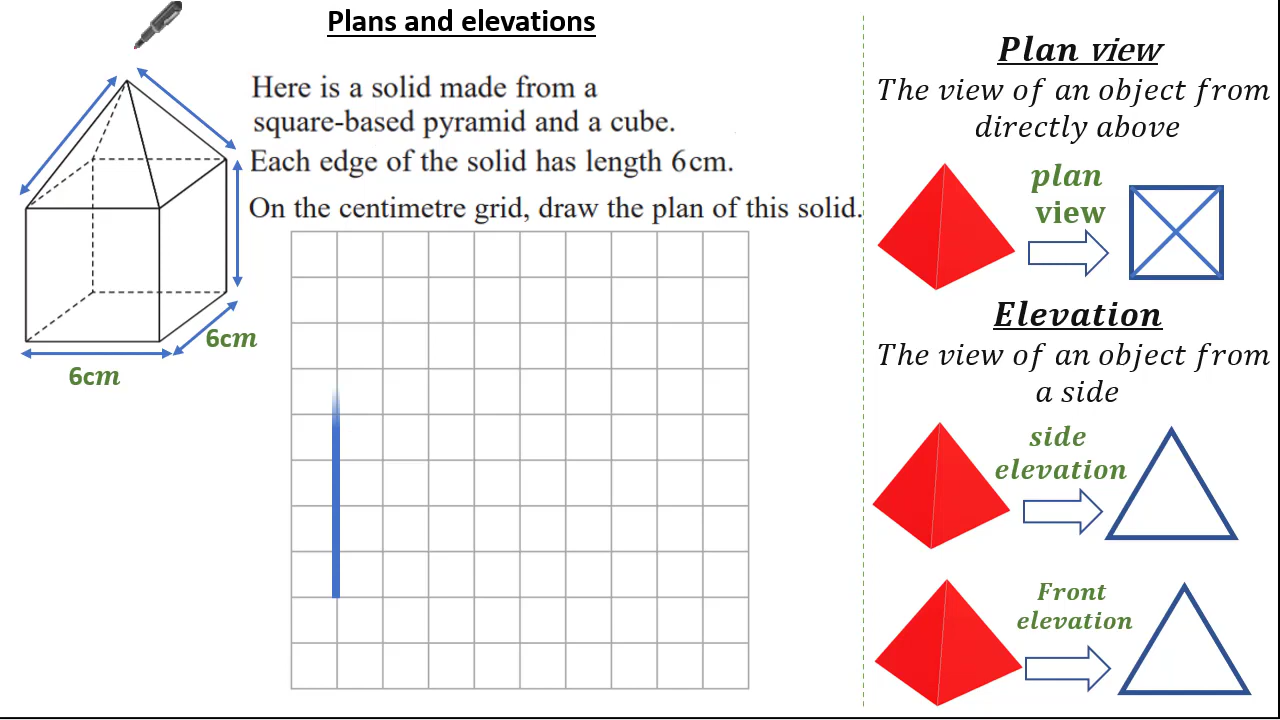 Plans and elevations
Here is a solid made from a
square-based pyramid and a cube.
Each edge of the solid has length 6cm.
On the centimetre grid, draw the plan of this solid.
6cm
6cm
Plan view
The view of an object from
directly above
plan
view
Elevation
The view of an object from
a side
side
elevation
Front
elevation